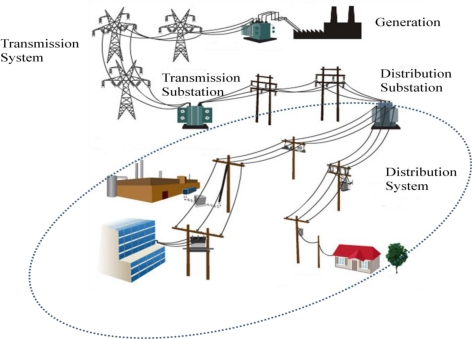 Generation
Transmission
System
Transmission
Substation
Distribution
Substation
Distribution
System